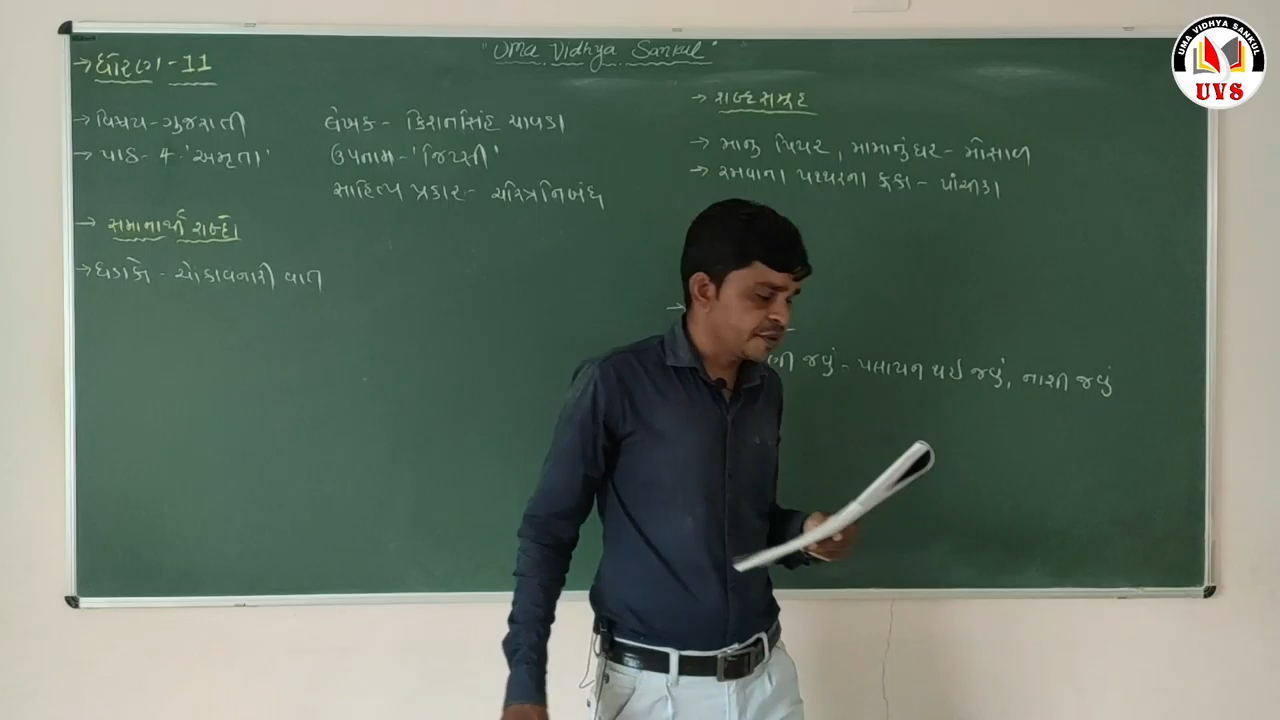 "Uma Vidhya Sankul"
→ ધોરણ - 11
→ વિષય - ગુજરાતી
→ પાઠ - 4 - 'અમૃતા'
લેખક - કિશનસિંહ ચાવડા
ઉપનામ - 'જિપ્સી'
સાહિત્ય પ્રકાર - ચરિત્રનિબંધ
→ સમાનાર્થી શબ્દો
→ ધડાકો - ચોંકાવનારી વાત
→ શબ્દસમૂહ
→ માનુ પિયર, મામાનું ઘર - મોસાળ
→ રમવાના પથ્થરના કૂકા - પાંચીકા
જવું - પલાયન થઈ જવું, નાસી જવું
UMA VIDHYA SANKUL
UVS